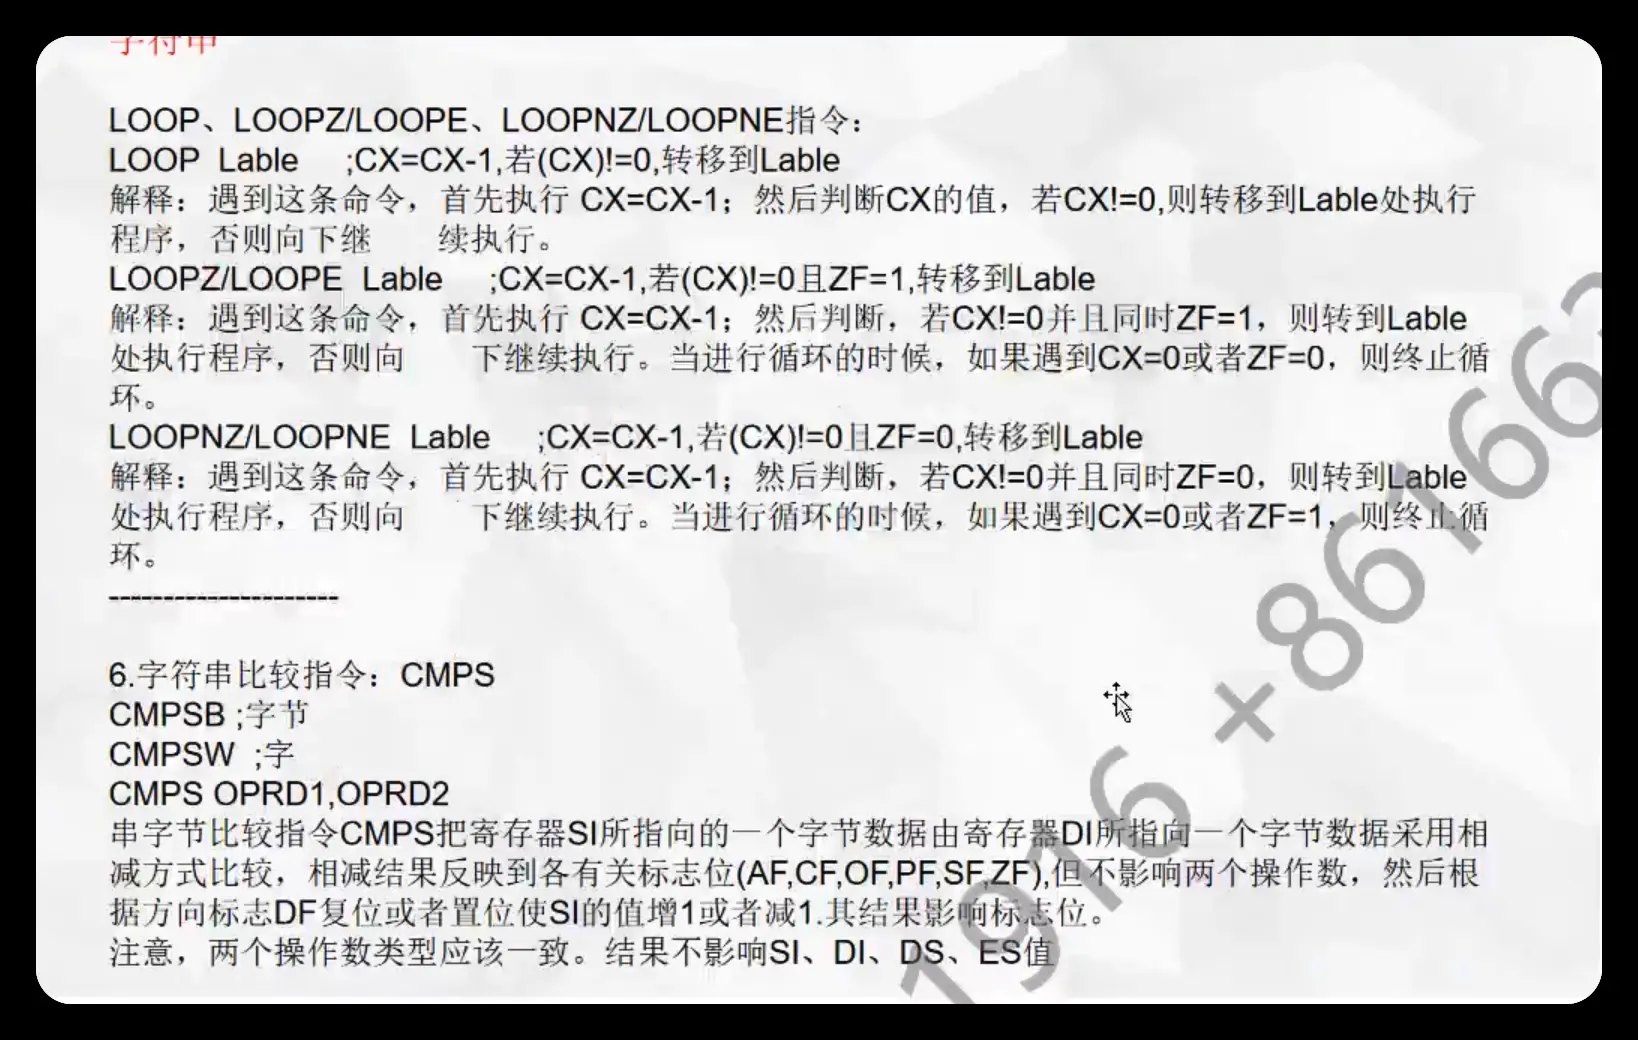 字符串
LOOP、LOOPZ/LOOPE、LOOPNZ/LOOPNE指令：
LOOP Lable ;CX=CX-1,若(CX)!=0,转移到Lable
解释：遇到这条命令，首先执行 CX=CX-1；然后判断CX的值，若CX!=0,则转移到Lable处执行
程序，否则向下继 续执行。
LOOPZ/LOOPE Lable ;CX=CX-1,若(CX)!=0且ZF=1,转移到Lable
解释：遇到这条命令，首先执行 CX=CX-1；然后判断，若CX!=0并且同时ZF=1，则转到Lable
处执行程序，否则向 下继续执行。当进行循环的时候，如果遇到CX=0或者ZF=0，则终止循
环。
LOOPNZ/LOOPNE Lable ;CX=CX-1,若(CX)!=0且ZF=0,转移到Lable
解释：遇到这条命令，首先执行 CX=CX-1；然后判断，若CX!=0并且同时ZF=0，则转到Lable
处执行程序，否则向 下继续执行。当进行循环的时候，如果遇到CX=0或者ZF=1，则终止循
环。
---------------------
6.字符串比较指令：CMPS
CMPSB ;字节
CMPSW ;字
CMPS OPRD1,OPRD2
串字节比较指令CMPS把寄存器SI所指向的一个字节数据由寄存器DI所指向一个字节数据采用相
减方式比较，相减结果反映到各有关标志位(AF,CF,OF,PF,SF,ZF),但不影响两个操作数，然后根
据方向标志DF复位或者置位使SI的值增1或者减1.其结果影响标志位。
注意，两个操作数类型应该一致。结果不影响SI、DI、DS、ES值
1916 +86166